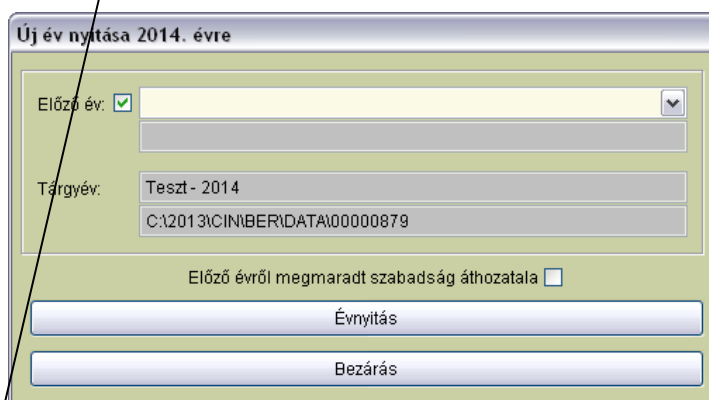 Új év nyitása 2014. évre
Előző év:
Tárgyév: Teszt - 2014
C:\2013\CIN\BER\DATA\00000879
Előző évről megmaradt szabadság áthozatala
Évnyitás
Bezárás